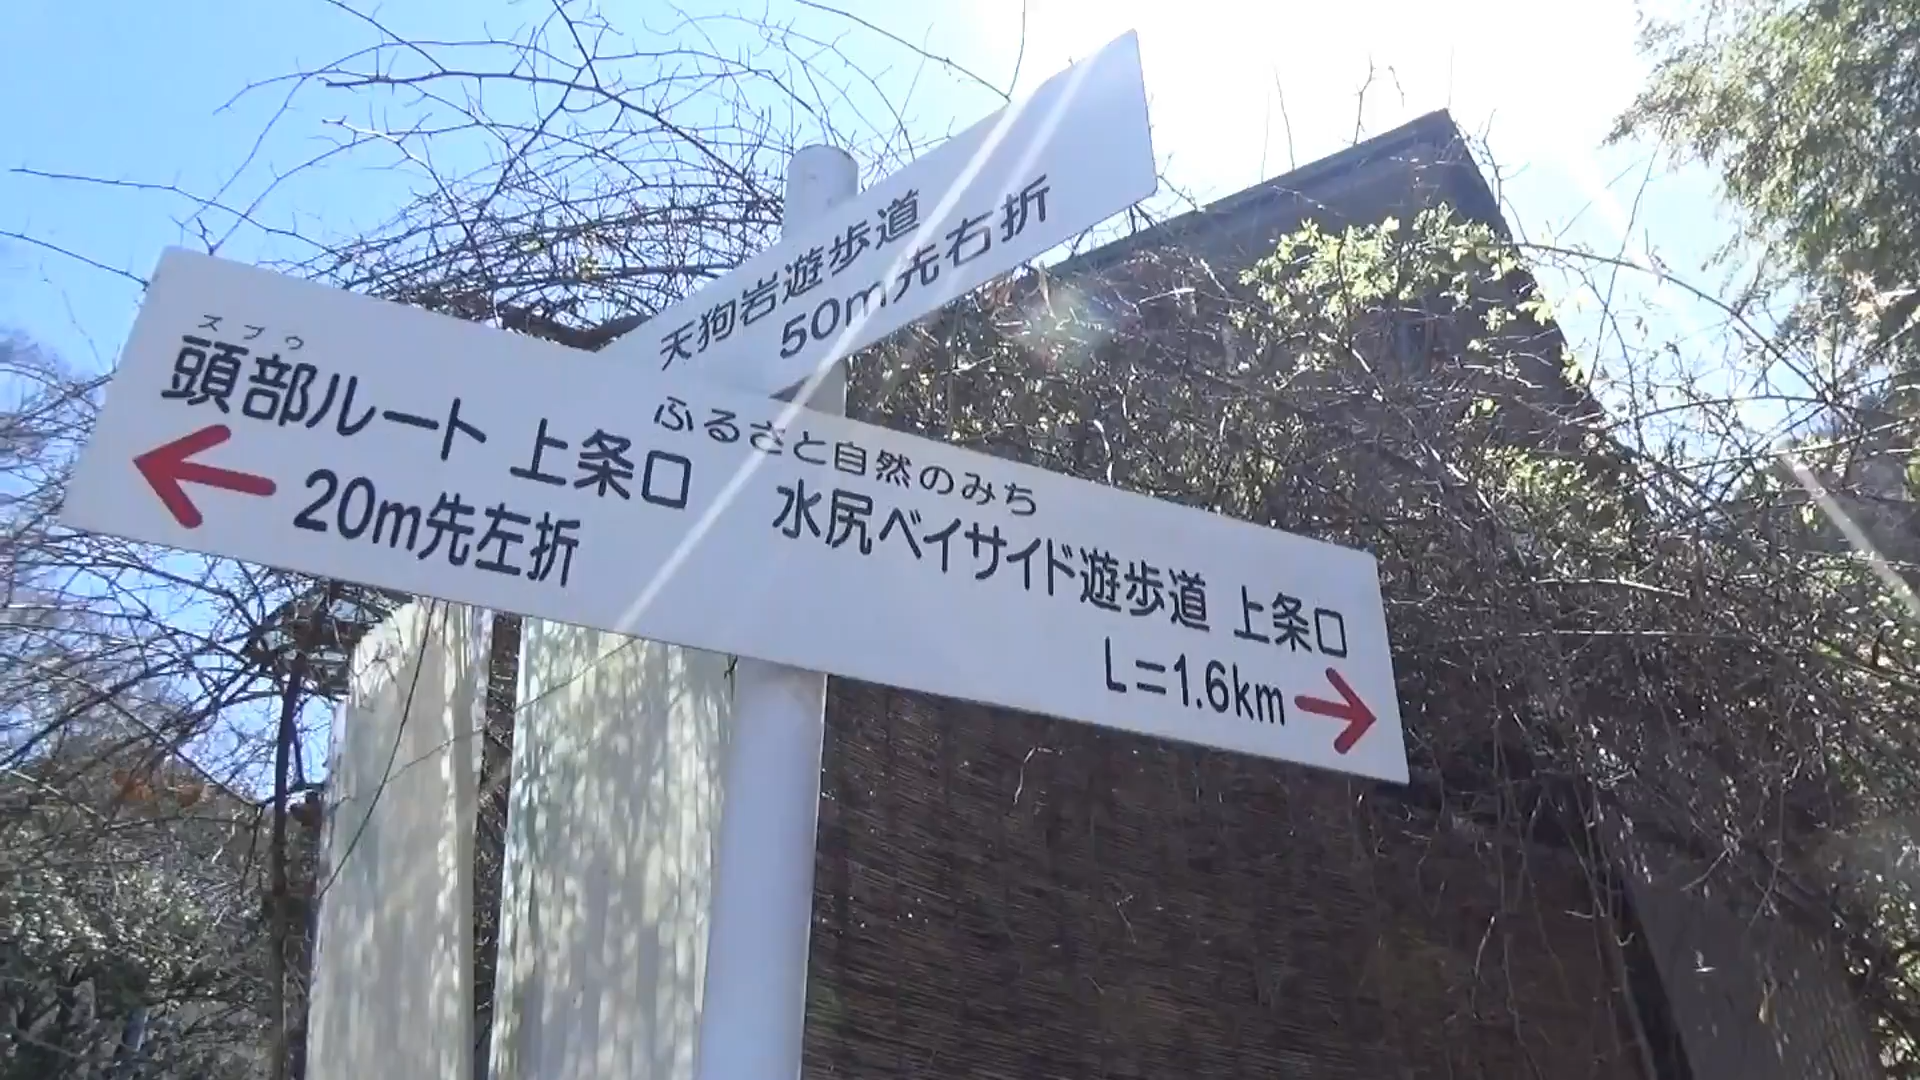 天狗岩遊歩道
50m先右折
スブウ
頭部ルート 上条口
20m先左折
ふるさと自然のみち
水尻ベイサイド遊歩道 上条口
L=1.6km